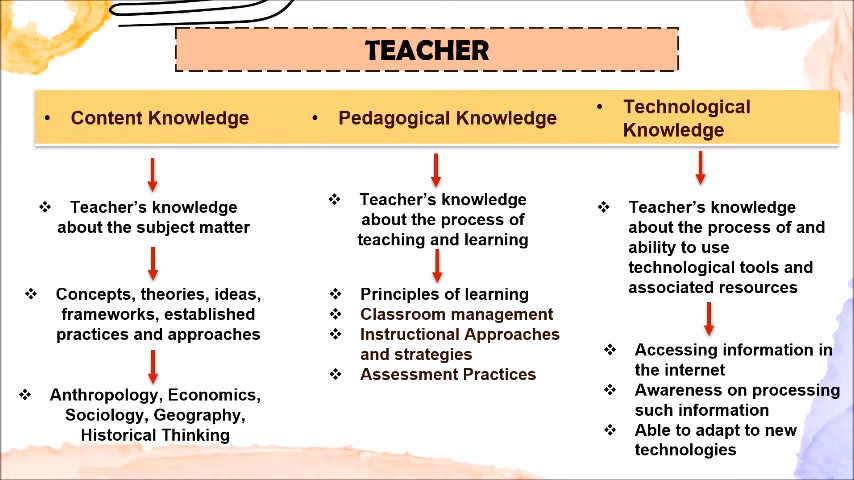 TEACHER
• Content Knowledge
• Pedagogical Knowledge
• Technological
Knowledge
❖ Teacher's knowledge
about the subject matter
❖ Concepts, theories, ideas,
frameworks, established
practices and approaches
❖ Anthropology, Economics,
Sociology, Geography,
Historical Thinking
❖ Teacher's knowledge
about the process of
teaching and learning
❖ Principles of learning
❖ Classroom management
❖ Instructional Approaches
and strategies
❖ Assessment Practices
❖ Teacher's knowledge
about the process of and
ability to use
technological tools and
associated resources
❖ Accessing information in
the internet
❖ Awareness on processing
such information
❖ Able to adapt to new
technologies